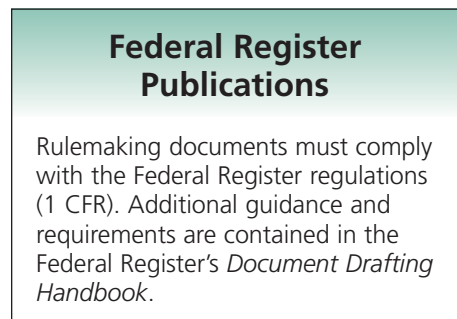 Federal Register
Publications
Rulemaking documents must comply
with the Federal Register regulations
(1 CFR). Additional guidance and
requirements are contained in the
Federal Register’s Document Drafting
Handbook.